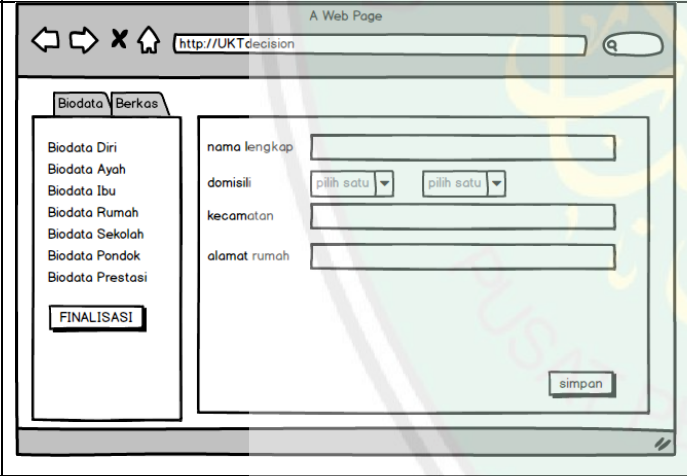 A Web Page
http://UKTdecision
Biodata Berkas
Biodata Diri
Biodata Ayah
Biodata Ibu
Biodata Rumah
Biodata Sekolah
Biodata Pondok
Biodata Prestasi
FINALISASI
nama lengkap
domisili pilih satu pilih satu
kecamatan
alamat rumah
simpan
PUSAT P